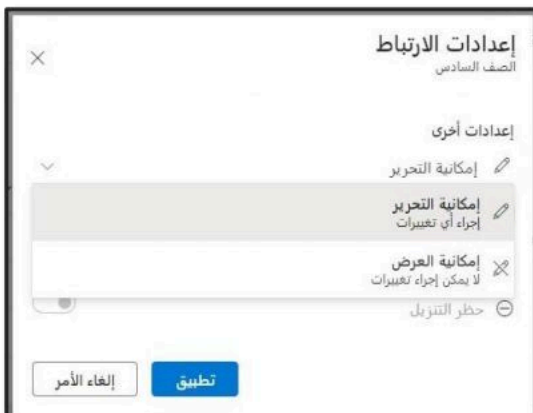 إعدادات الارتباط
الصف السادس
إعدادات أخرى
إمكانية التحرير
إمكانية التحرير
إجراء أي تغييرات
إمكانية العرض
لا يمكن إجراء تغييرات
حظر التنزيل
تطبيق
إلغاء الأمر